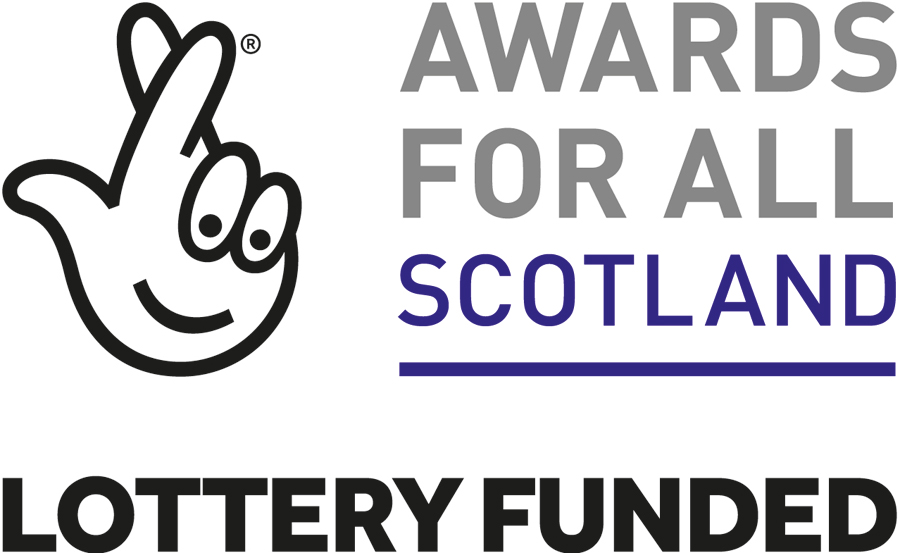 ®
AWARDS
FOR ALL
SCOTLAND
LOTTERY FUNDED